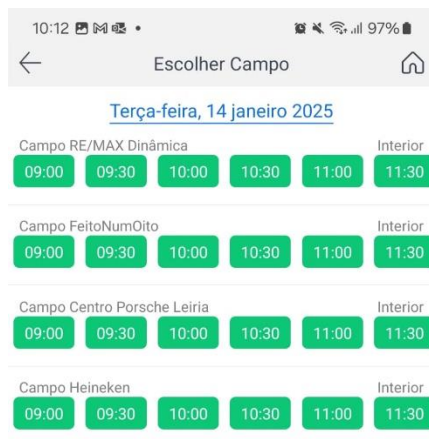 10:12
97%
Escolher Campo
Terça-feira, 14 janeiro 2025
Campo RE/MAX Dinâmica Interior
09:00 09:30 10:00 10:30 11:00 11:30
Campo FeitoNumOito Interior
09:00 09:30 10:00 10:30 11:00 11:30
Campo Centro Porsche Leiria Interior
09:00 09:30 10:00 10:30 11:00 11:30
Campo Heineken Interior
09:00 09:30 10:00 10:30 11:00 11:30